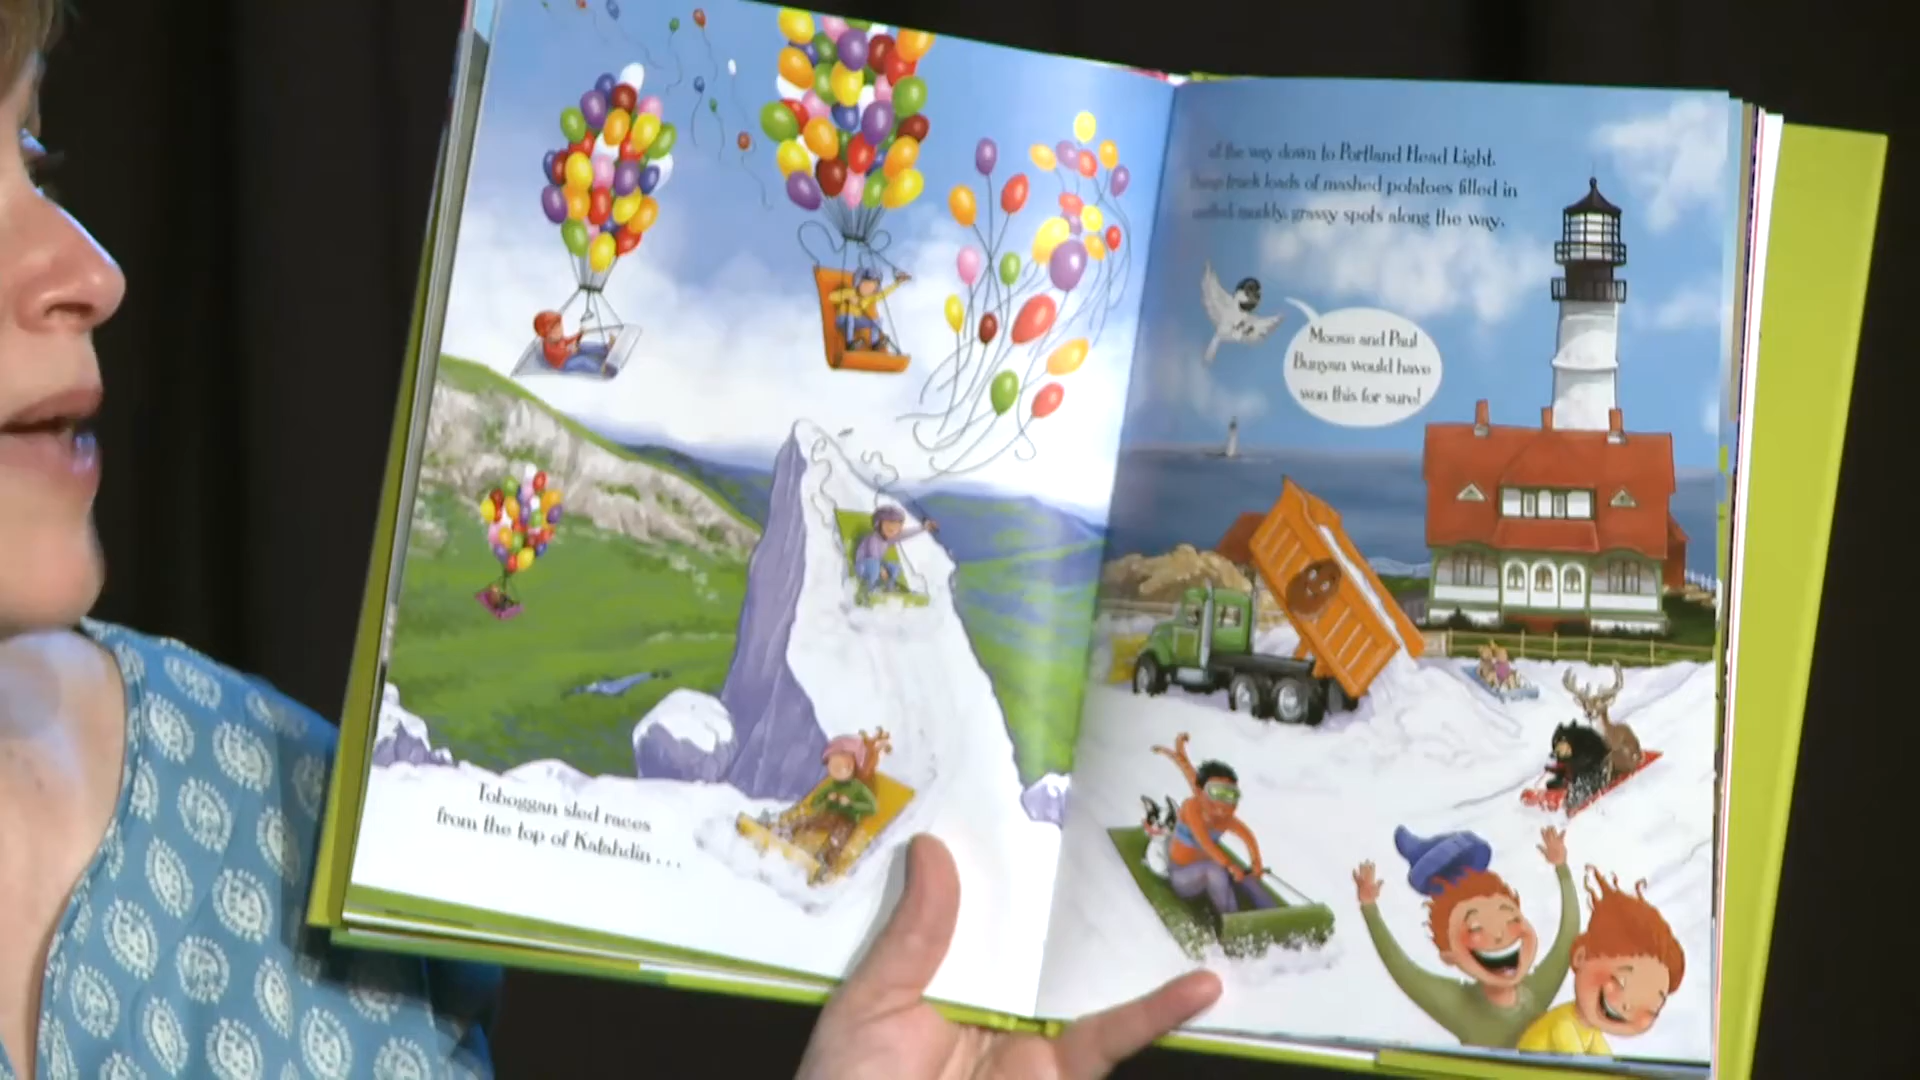 Toboggan sled races
from the top of Katahdin . . .
of the way down to Portland Head Light.
truck loads of mashed potatoes filled in
muddy, grassy spots along the way.
Moose and Paul
Bunyan would have
won this for sure!